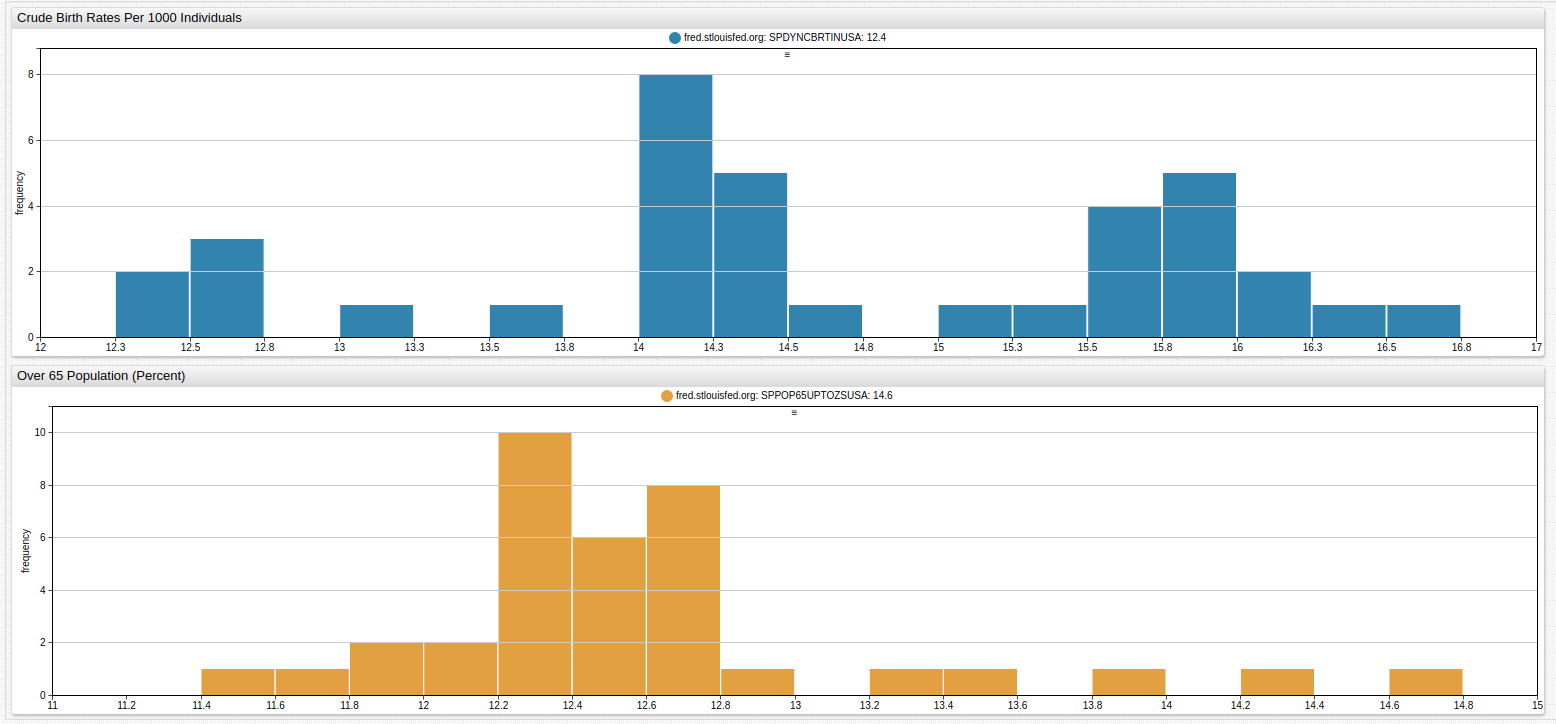 Crude Birth Rates Per 1000 Individuals
fred.stlouisfed.org: SPDYNCBRTINUSA: 12.4
≡
8
6
4
2
0
frequency
12 12.3 12.5 12.8 13 13.3 13.5 13.8 14 14.3 14.5 14.8 15 15.3 15.5 15.8 16 16.3 16.5 16.8 17
Over 65 Population (Percent)
fred.stlouisfed.org: SPPOP65UPTOZSUSA: 14.6
≡
10
8
6
4
2
0
frequency
11 11.2 11.4 11.6 11.8 12 12.2 12.4 12.6 12.8 13 13.2 13.4 13.6 13.8 14 14.2 14.4 14.6 14.8 15